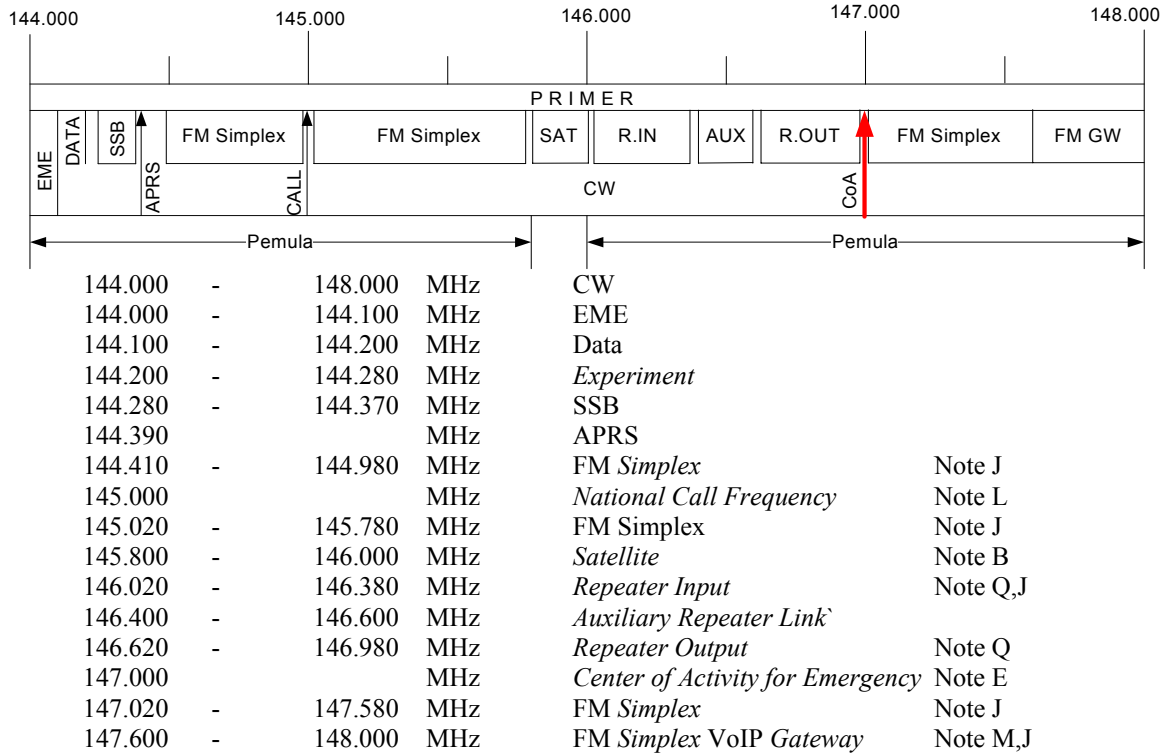 144.000 145.000 146.000 147.000 148.000
P R I M E R
EME DATA SSB APRS FM Simplex CALL FM Simplex SAT R.IN AUX R.OUT CoA FM Simplex FM GW
CW
Pemula Pemula
144.000 - 148.000 MHz CW
144.000 - 144.100 MHz EME
144.100 - 144.200 MHz Data
144.200 - 144.280 MHz Experiment
144.280 - 144.370 MHz SSB
144.390 MHz APRS
144.410 - 144.980 MHz FM Simplex Note J
145.000 MHz National Call Frequency Note L
145.020 - 145.780 MHz FM Simplex Note J
145.800 - 146.000 MHz Satellite Note B
146.020 - 146.380 MHz Repeater Input Note Q,J
146.400 - 146.600 MHz Auxiliary Repeater Link`
146.620 - 146.980 MHz Repeater Output Note Q
147.000 MHz Center of Activity for Emergency Note E
147.020 - 147.580 MHz FM Simplex Note J
147.600 - 148.000 MHz FM Simplex VoIP Gateway Note M,J